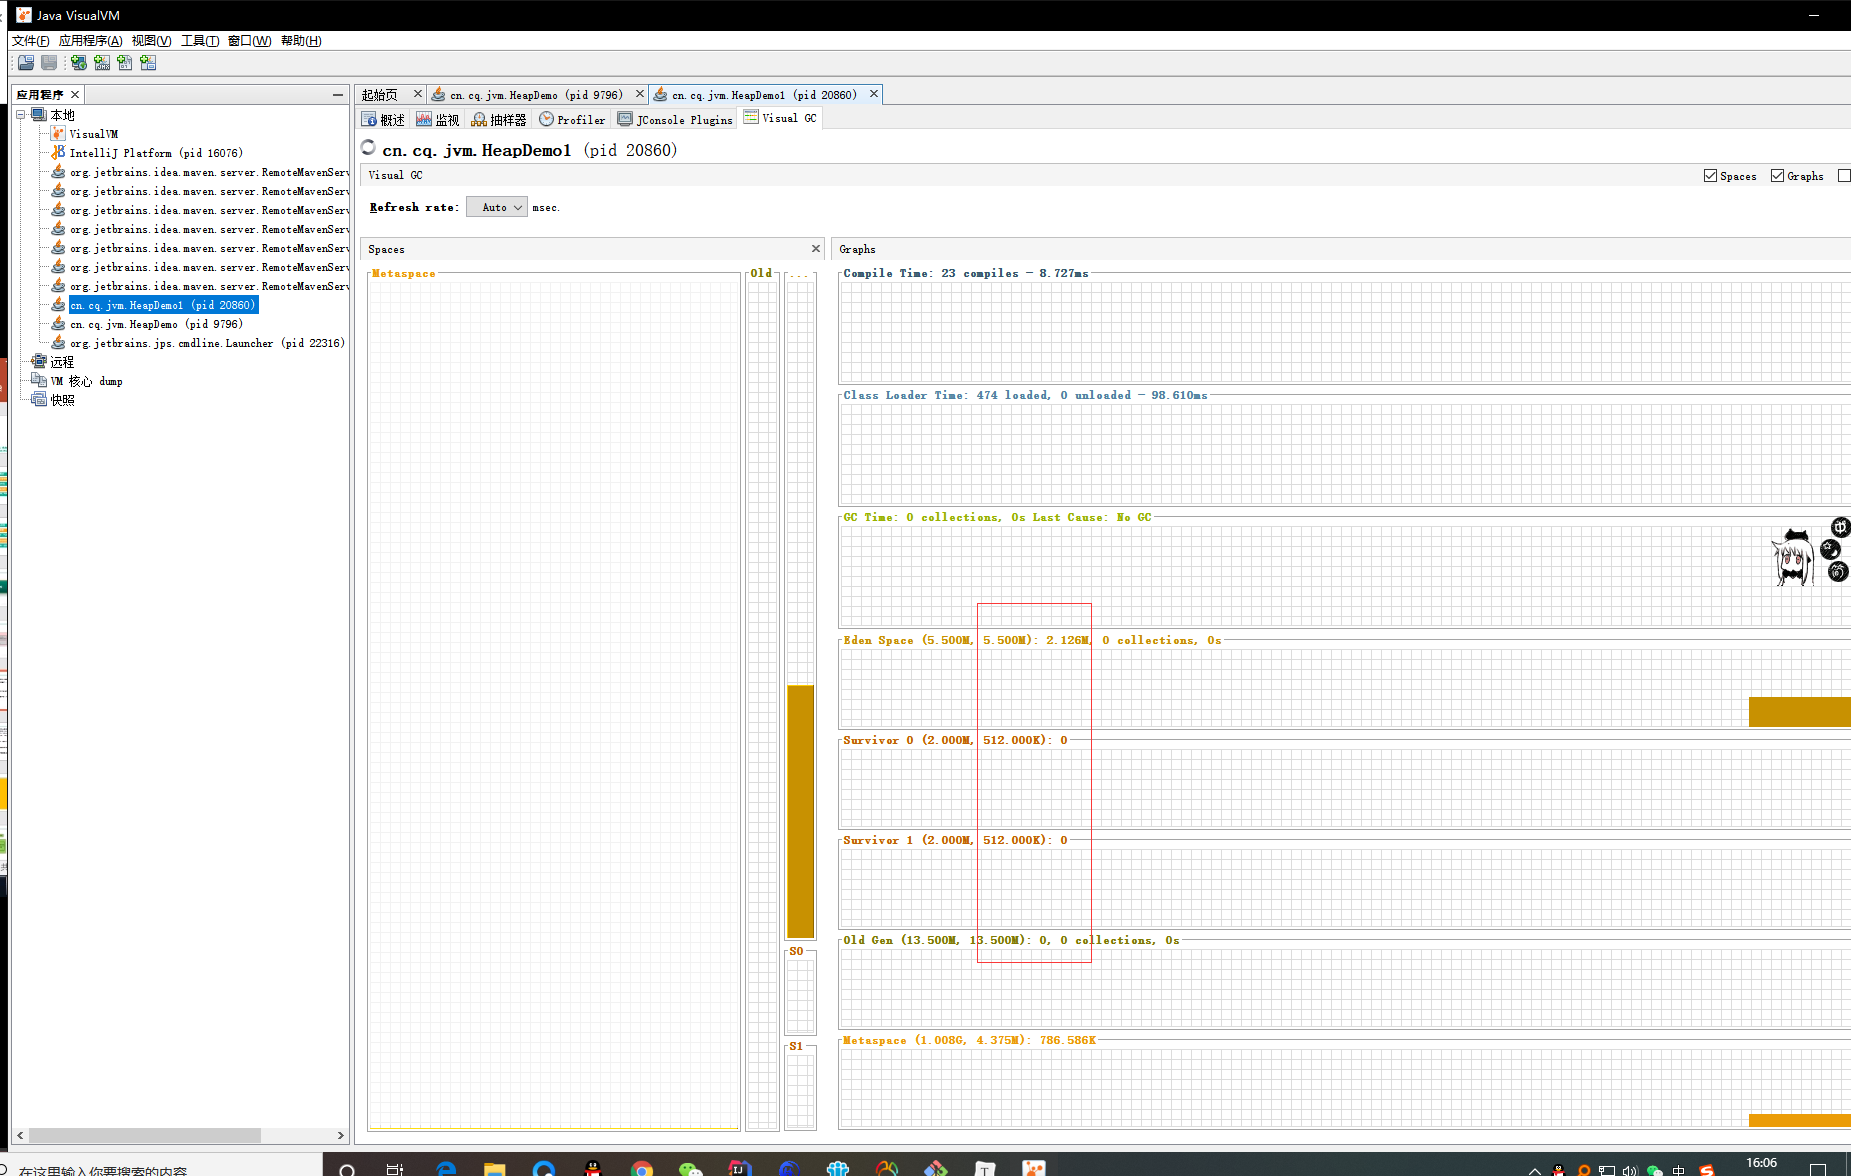 Java VisualVM
文件(F) 应用程序(A) 视图(V) 工具(T) 窗口(W) 帮助(H)
应用程序
本地
VisualVM
IntelliJ Platform (pid 16076)
org.jetbrains.idea.maven.server.RemoteMavenServ
org.jetbrains.idea.maven.server.RemoteMavenServ
org.jetbrains.idea.maven.server.RemoteMavenServ
org.jetbrains.idea.maven.server.RemoteMavenServ
org.jetbrains.idea.maven.server.RemoteMavenServ
org.jetbrains.idea.maven.server.RemoteMavenServ
org.jetbrains.idea.maven.server.RemoteMavenServ
cn.cq.jvm.HeapDemo1 (pid 20860)
cn.cq.jvm.HeapDemo (pid 9796)
org.jetbrains.jps.cmdline.Launcher (pid 22316)
远程
VM 核心 dump
快照
起始页 cn.cq.jvm.HeapDemo (pid 9796) cn.cq.jvm.HeapDemo1 (pid 20860)
概述 监视 抽样器 Profiler JConsole Plugins Visual GC
cn.cq.jvm.HeapDemo1 (pid 20860)
Visual GC Spaces Graphs
Refresh rate: Auto msec.
Spaces
Metaspace Old ...
S0
S1
Graphs
Compile Time: 23 compiles - 8.727ms
Class Loader Time: 474 loaded, 0 unloaded - 98.610ms
GC Time: 0 collections, 0s Last Cause: No GC
Eden Space (5.500M, 5.500M): 2.126M, 0 collections, 0s
Survivor 0 (2.000M, 512.000K): 0
Survivor 1 (2.000M, 512.000K): 0
Old Gen (13.500M, 13.500M): 0, 0 collections, 0s
Metaspace (1.008G, 4.375M): 786.586K
在这里输入你要搜索的内容
中
16:06